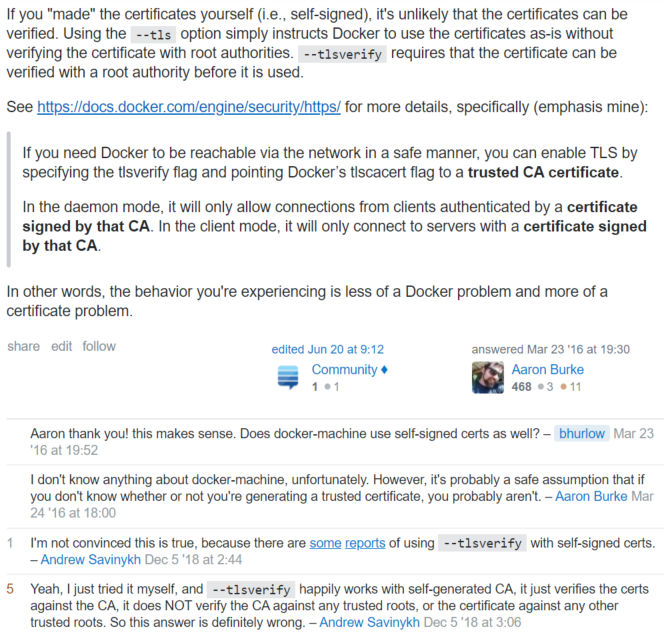 If you "made" the certificates yourself (i.e., self-signed), it's unlikely that the certificates can be
verified. Using the --tls option simply instructs Docker to use the certificates as-is without
verifying the certificate with root authorities. --tlsverify requires that the certificate can be
verified with a root authority before it is used.
See https://docs.docker.com/engine/security/https/ for more details, specifically (emphasis mine):
If you need Docker to be reachable via the network in a safe manner, you can enable TLS by
specifying the tlsverify flag and pointing Docker's tlscacert flag to a trusted CA certificate.
In the daemon mode, it will only allow connections from clients authenticated by a certificate
signed by that CA. In the client mode, it will only connect to servers with a certificate signed
by that CA.
In other words, the behavior you're experiencing is less of a Docker problem and more of a
certificate problem.
share edit follow
edited Jun 20 at 9:12
Community ♦
1 ●1
answered Mar 23 '16 at 19:30
Aaron Burke
468 ●3 ●11
Aaron thank you! this makes sense. Does docker-machine use self-signed certs as well? – bhurlow Mar 23
'16 at 19:52
I don't know anything about docker-machine, unfortunately. However, it's probably a safe assumption that if
you don't know whether or not you're generating a trusted certificate, you probably aren't. – Aaron Burke Mar
24 '16 at 18:00
1 I'm not convinced this is true, because there are some reports of using --tlsverify with self-signed certs.
– Andrew Savinykh Dec 5 '18 at 2:44
5 Yeah, I just tried it myself, and --tlsverify happily works with self-generated CA, it just verifies the certs
against the CA, it does NOT verify the CA against any trusted roots, or the certificate against any other
trusted roots. So this answer is definitely wrong. – Andrew Savinykh Dec 5 '18 at 3:06